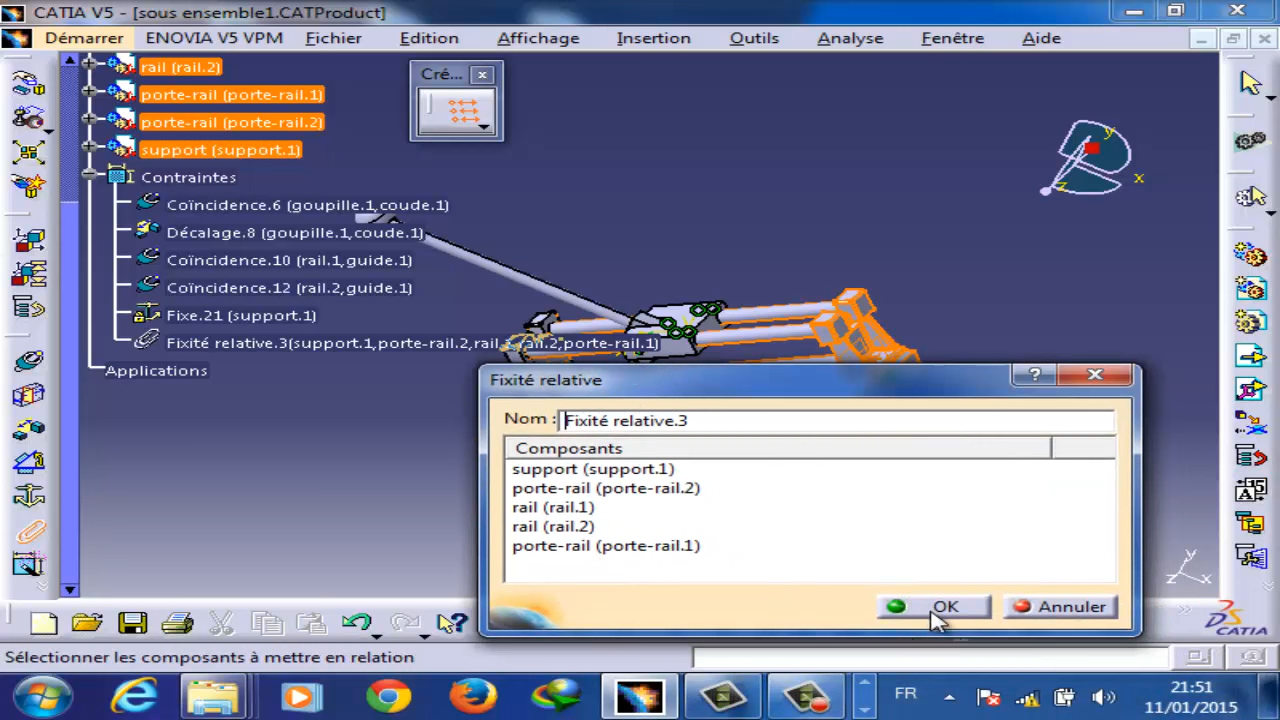 CATIA V5 - [sous ensemble1.CATProduct]
Démarrer ENOVIA V5 VPM Fichier Edition Affichage Insertion Outils Analyse Fenêtre Aide
rail (rail.2)
porte-rail (porte-rail.1)
porte-rail (porte-rail.2)
support (support.1)
Contraintes
Coïncidence.6 (goupille.1,coude.1)
Décalage.8 (goupille.1,coude.1)
Coïncidence.10 (rail.1,guide.1)
Coïncidence.12 (rail.2,guide.1)
Fixe.21 (support.1)
Fixité relative.3(support.1,porte-rail.2,rail.1,rail.2,porte-rail.1)
Applications
Cré...
y
x
z
Fixité relative
Nom : Fixité relative.3
Composants
support (support.1)
porte-rail (porte-rail.2)
rail (rail.1)
rail (rail.2)
porte-rail (porte-rail.1)
OK Annuler
y
z x
CATIA
Sélectionner les composants à mettre en relation
FR
21:51
11/01/2015